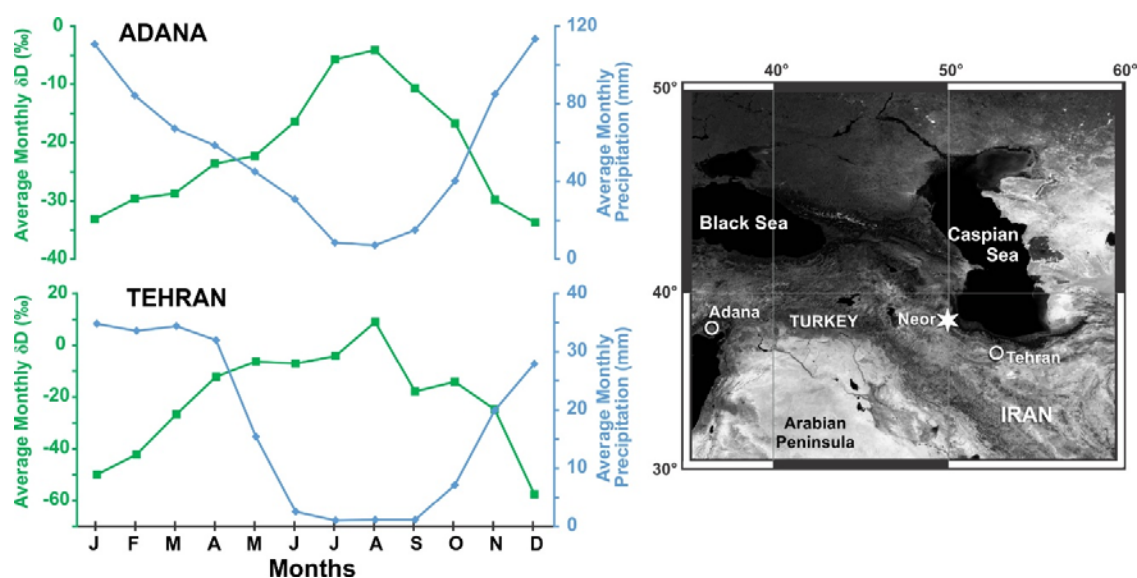 ADANA
Average Monthly δD (‰)
0
-10
-20
-30
-40
120
80
40
0
Average Monthly
Precipitation (mm)
TEHRAN
Average Monthly δD (‰)
20
0
-20
-40
-60
40
30
20
10
0
Average Monthly
Precipitation (mm)
J F M A M J J A S O N D
Months
40° 50° 60°
50°
40°
30°
Black Sea
Caspian
Sea
Adana
TURKEY
Neor
Tehran
IRAN
Arabian
Peninsula